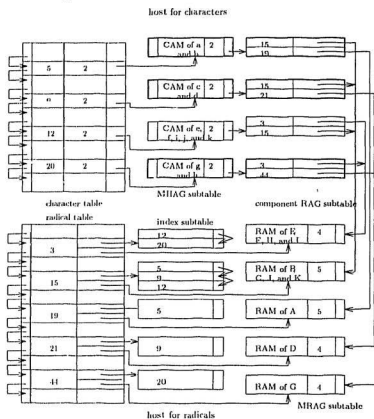 host for characters
CAM of a 2
and b
15
19
5 2
CAM of c 2
and d
15
21
9 2
CAM of e, 2
f, i, j, and k
3
15
12 2
CAM of g 2
and h
3
44
20 2
character table
MHAG subtable
component RAG subtable
radical table
index subtable
12
20
RAM of E 4
F, H, and I
3
5
9
12
RAM of B 5
C, J, and K
15
5
RAM of A 5
19
9
RAM of D 4
21
20
RAM of G 4
44
MRAG subtable
host for radicals